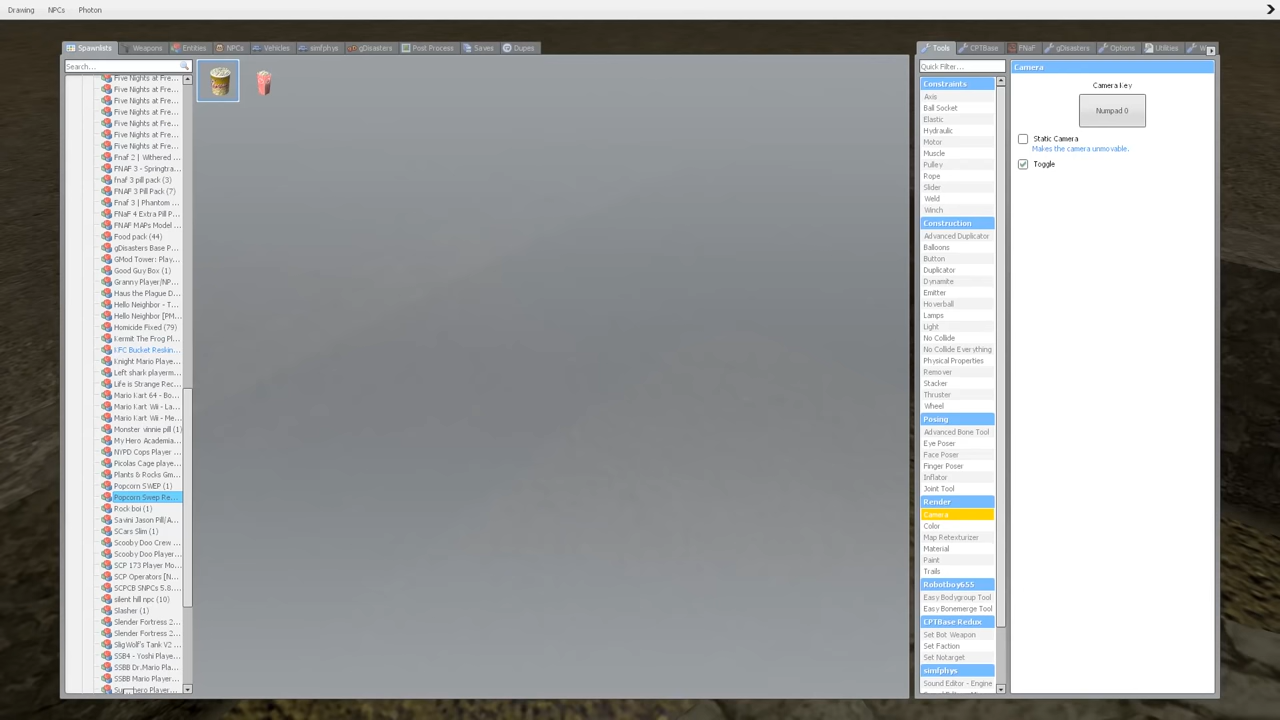 Drawing NPCs Photon
Spawnlists Weapons Entities NPCs Vehicles simfphys gDisasters Post Process Saves Dupes
Search...
Five Nights at Fre...
Five Nights at Fre...
Five Nights at Fre...
Five Nights at Fre...
Five Nights at Fre...
Five Nights at Fre...
Five Nights at Fre...
Fnaf 2 | Withered ...
FNAF 3 - Springtra...
fnaf 3 pill pack (3)
FNAF 3 Pill Pack (7)
Fnaf 3 | Phantom ...
FNaF 4 Extra Pill P...
FNAF MAPs Model ...
Food pack (44)
gDisasters Base P...
GMod Tower: Play...
Good Guy Box (1)
Granny Player/NP...
Haus the Plague D...
Hello Neighbor - T...
Hello Neighbor [PM...
Homicide Fixed (79)
Kermit The Frog Pl...
KFC Bucket Reskin...
Knight Mario Playe...
Left shark playerm...
Life is Strange Rec...
Mario Kart 64 - Bo...
Mario Kart Wii - La...
Mario Kart Wii - Me...
Monster vinnie pill (1)
My Hero Academia...
NYPD Cops Player ...
Picolas Cage playe...
Plants & Rocks Gm...
Popcorn SWEP (1)
Popcorn Swep Re...
Rock boi (1)
Savini Jason Pill/A...
SCars Slim (1)
Scooby Doo Crew ...
Scooby Doo Player...
SCP 173 Player Mo...
SCP Operators [N...
SCPCB SNPCs 5.8...
silent hill npc (10)
Slasher (1)
Slender Fortress 2...
Slender Fortress 2...
SligWolf's Tank V2 ...
SSB4 - Yoshi Playe...
SSBB Dr.Mario Pla...
SSBB Mario Player...
Tools CPTBase FNaF gDisasters Options Utilities W
Quick Filter...
Constraints
Axis
Ball Socket
Elastic
Hydraulic
Motor
Muscle
Pulley
Rope
Slider
Weld
Winch
Construction
Advanced Duplicator
Balloons
Button
Duplicator
Dynamite
Emitter
Hoverball
Lamps
Light
No Collide
No Collide Everything
Physical Properties
Remover
Stacker
Thruster
Wheel
Posing
Advanced Bone Tool
Eye Poser
Face Poser
Finger Poser
Inflator
Joint Tool
Render
Camera
Color
Map Retexturizer
Material
Paint
Trails
Robotboy655
Easy Bodygroup Tool
Easy Bonemerge Tool
CPTBase Redux
Set Bot Weapon
Set Faction
Set Notarget
simfphys
Sound Editor - Engine
Camera
Camera Key
Numpad 0
Static Camera
Makes the camera unmovable.
Toggle